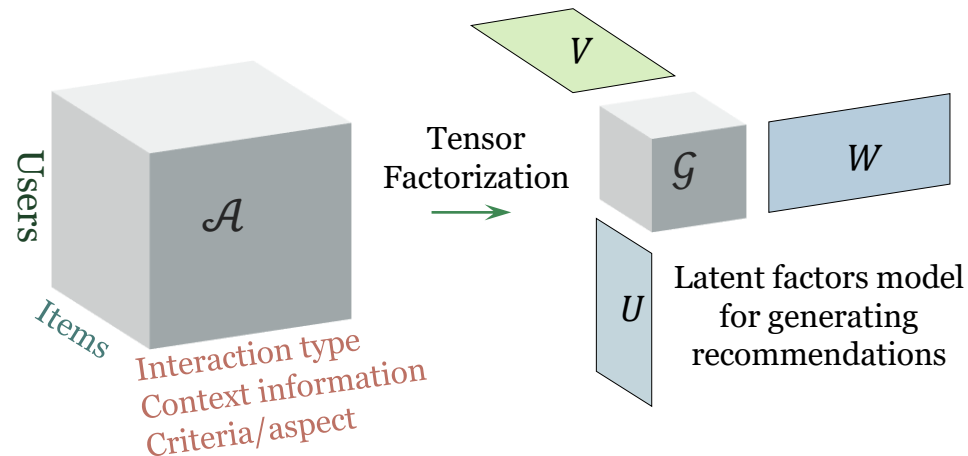 Users
Items
𝒜
Interaction type
Context information
Criteria/aspect
Tensor
Factorization
V
𝒢
W
U
Latent factors model
for generating
recommendations